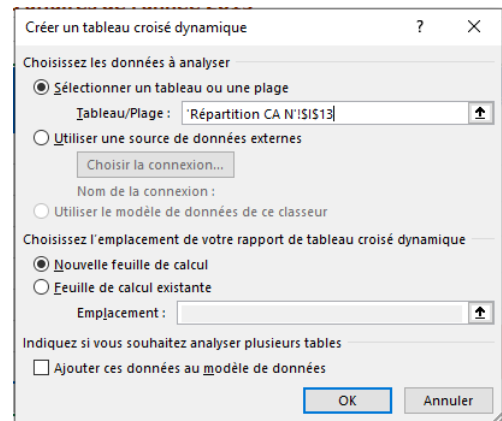 Créer un tableau croisé dynamique ? ×
Choisissez les données à analyser
Sélectionner un tableau ou une plage
Tableau/Plage : 'Répartition CA N'!$I$13
Utiliser une source de données externes
Choisir la connexion...
Nom de la connexion :
Utiliser le modèle de données de ce classeur
Choisissez l'emplacement de votre rapport de tableau croisé dynamique
Nouvelle feuille de calcul
Feuille de calcul existante
Emplacement :
Indiquez si vous souhaitez analyser plusieurs tables
Ajouter ces données au modèle de données
OK Annuler